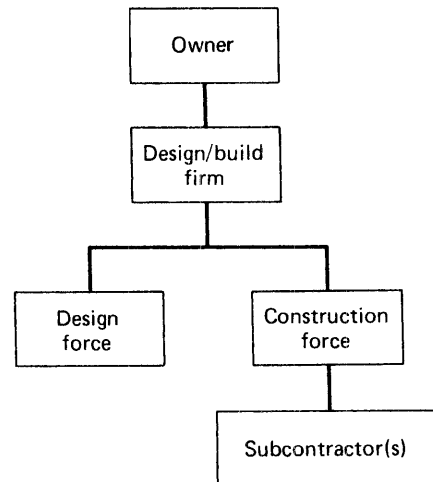 Owner
Design/build
firm
Design
force
Construction
force
Subcontractor(s)